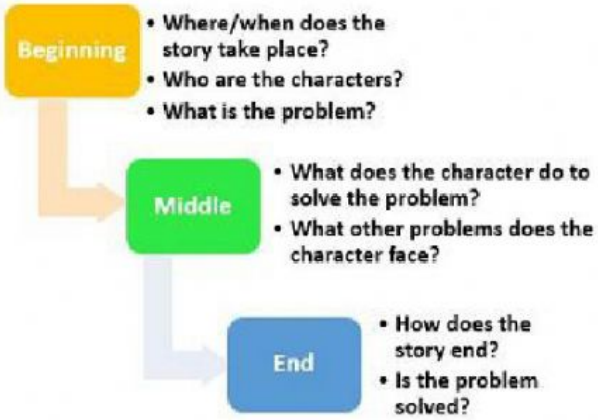 Beginning
• Where/when does the
story take place?
• Who are the characters?
• What is the problem?
Middle
• What does the character do to
solve the problem?
• What other problems does the
character face?
End
• How does the
story end?
• Is the problem
solved?